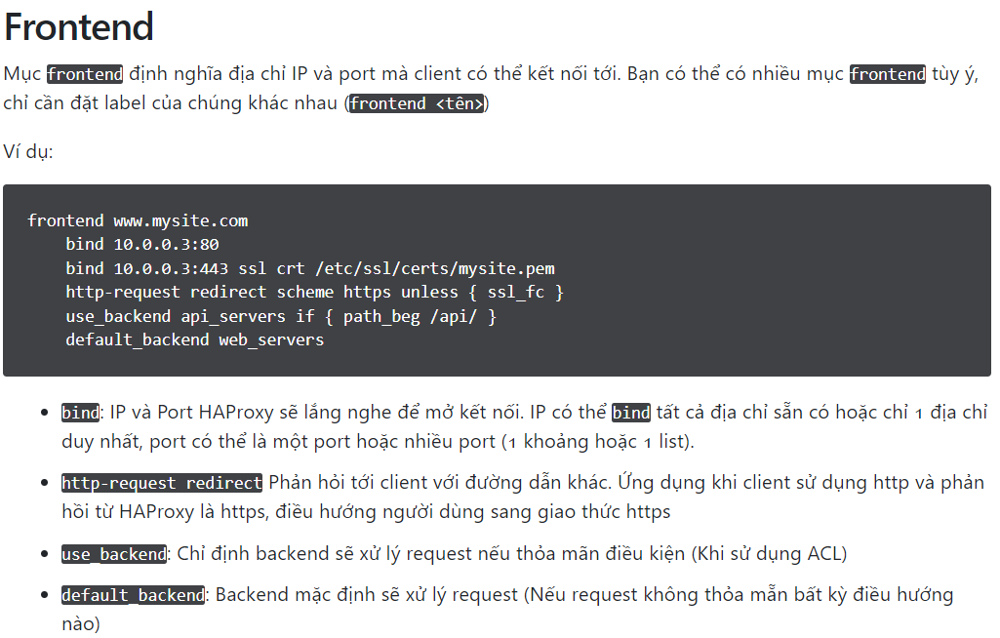 Frontend
Mục frontend định nghĩa địa chỉ IP và port mà client có thể kết nối tới. Bạn có thể có nhiều mục frontend tùy ý,
chỉ cần đặt label của chúng khác nhau (frontend <tên>)
Ví dụ:
frontend www.mysite.com
    bind 10.0.0.3:80
    bind 10.0.0.3:443 ssl crt /etc/ssl/certs/mysite.pem
    http-request redirect scheme https unless { ssl_fc }
    use_backend api_servers if { path_beg /api/ }
    default_backend web_servers
• bind: IP và Port HAProxy sẽ lắng nghe để mở kết nối. IP có thể bind tất cả địa chỉ sẵn có hoặc chỉ 1 địa chỉ
duy nhất, port có thể là một port hoặc nhiều port (1 khoảng hoặc 1 list).
• http-request redirect Phản hồi tới client với đường dẫn khác. Ứng dụng khi client sử dụng http và phản
hồi từ HAProxy là https, điều hướng người dùng sang giao thức https
• use_backend: Chỉ định backend sẽ xử lý request nếu thỏa mãn điều kiện (Khi sử dụng ACL)
• default_backend: Backend mặc định sẽ xử lý request (Nếu request không thỏa mẫn bất kỳ điều hướng
nào)